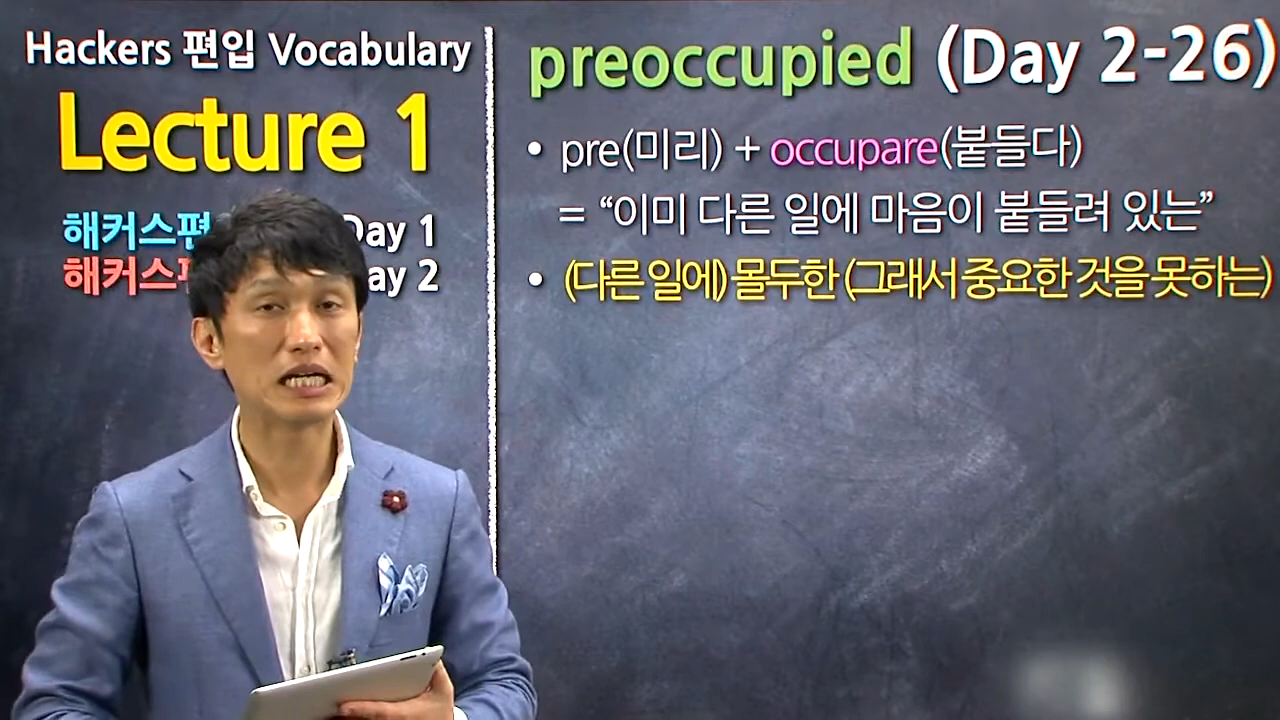 Hackers 편입 Vocabulary
Lecture 1
해커스편 Day 1
해커스편 Day 2
preoccupied (Day 2-26)
• pre(미리) + occupare(붙들다)
= “이미 다른 일에 마음이 붙들려 있는”
• (다른 일에) 몰두한 (그래서 중요한 것을 못하는)